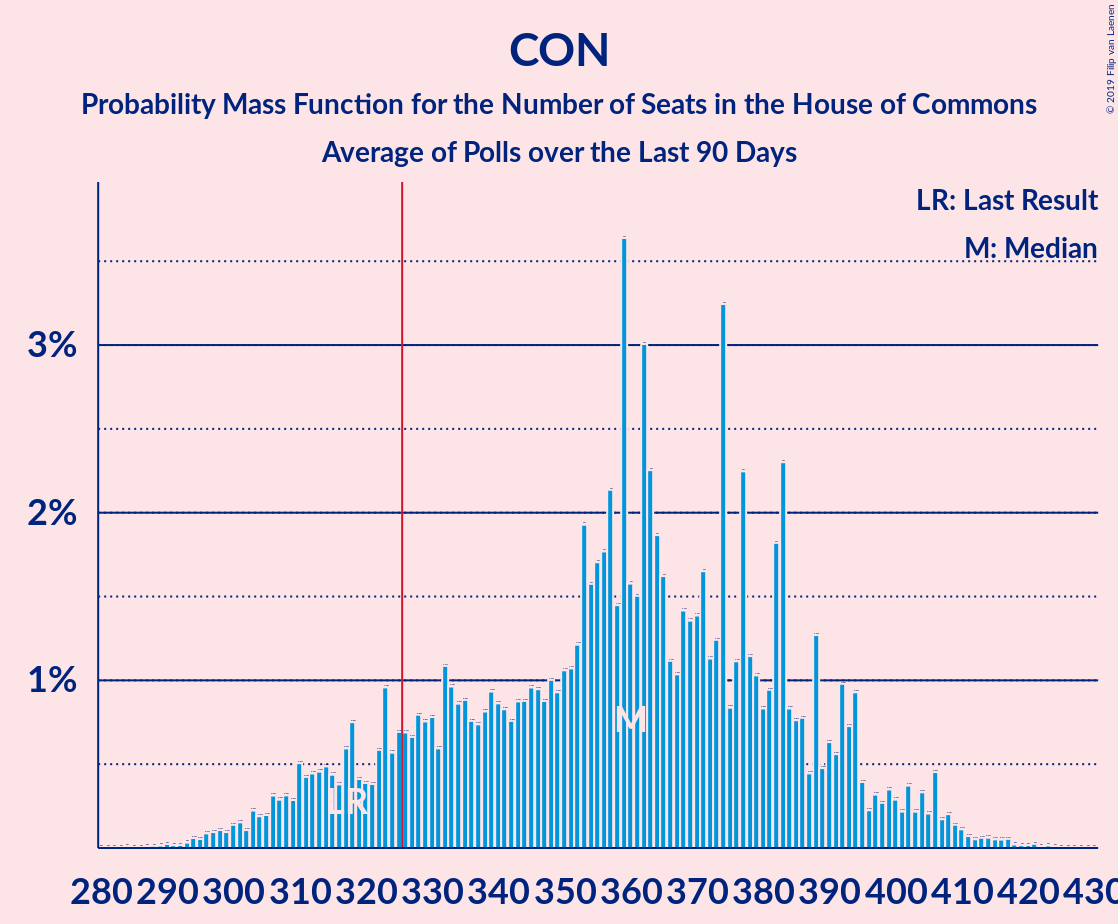 CON
Probability Mass Function for the Number of Seats in the House of Commons
Average of Polls over the Last 90 Days
© 2019 Filip van Laenen
LR: Last Result
M: Median
3%
2%
1%
M
LR
280 290 300 310 320 330 340 350 360 370 380 390 400 410 420 430